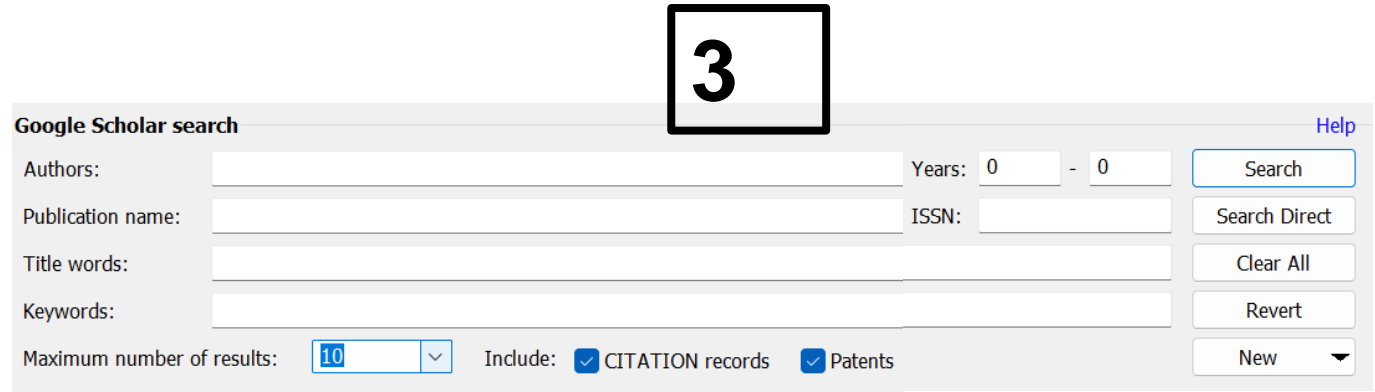 3
Google Scholar search Help
Authors: Years: 0 - 0 Search
Publication name: ISSN: Search Direct
Title words: Clear All
Keywords: Revert
Maximum number of results: 10 Include: CITATION records Patents New